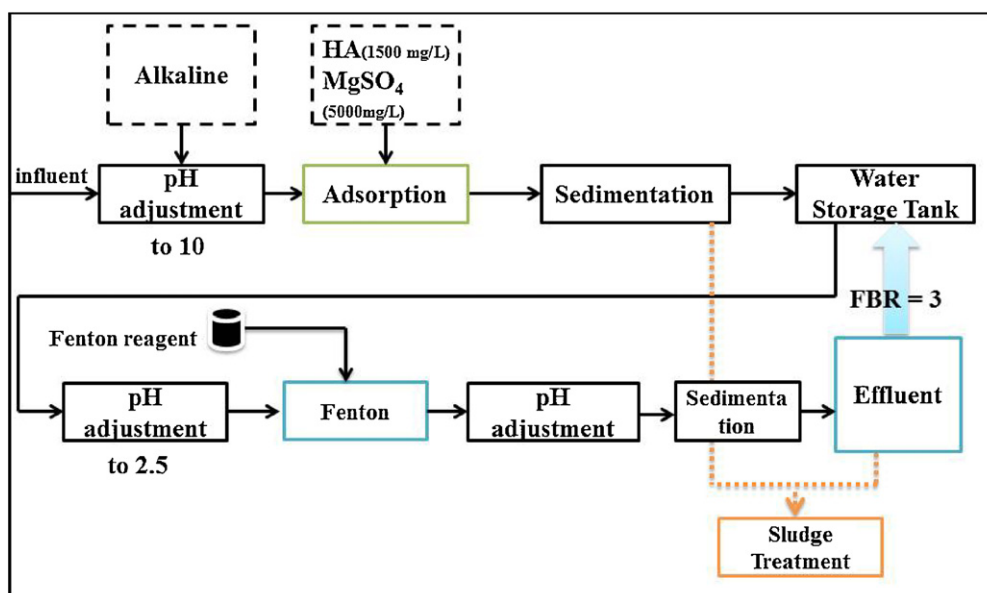 Alkaline
HA(1500 mg/L)
MgSO4
(5000mg/L)
influent
pH
adjustment
to 10
Adsorption
Sedimentation
Water
Storage Tank
FBR = 3
Fenton reagent
pH
adjustment
to 2.5
Fenton
pH
adjustment
Sedimenta
tion
Effluent
Sludge
Treatment